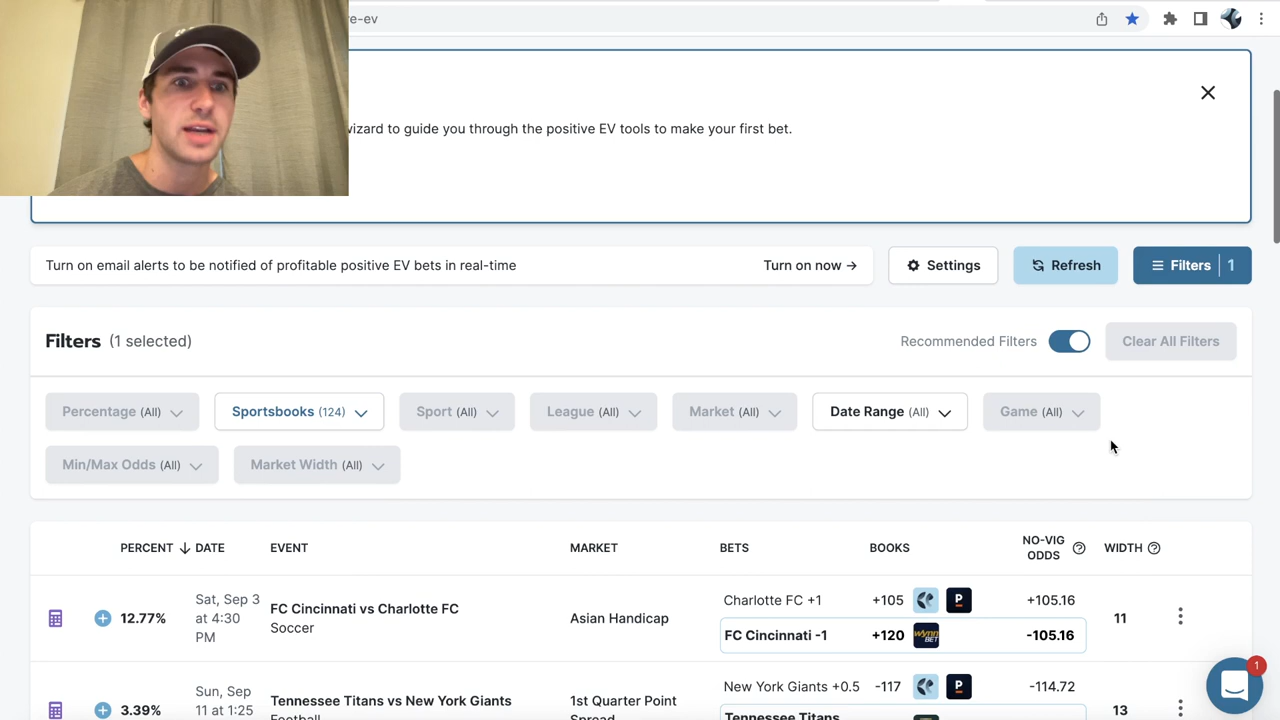 re-ev
wizard to guide you through the positive EV tools to make your first bet.
Turn on email alerts to be notified of profitable positive EV bets in real-time
Turn on now →
Settings
Refresh
Filters | 1
Filters (1 selected)
Recommended Filters
Clear All Filters
Percentage (All)
Sportsbooks (124)
Sport (All)
League (All)
Market (All)
Date Range (All)
Game (All)
Min/Max Odds (All)
Market Width (All)
PERCENT ↓ DATE EVENT MARKET BETS BOOKS NO-VIG
ODDS
WIDTH
12.77%
Sat, Sep 3
at 4:30
PM
FC Cincinnati vs Charlotte FC
Soccer
Asian Handicap
Charlotte FC +1 +105 P +105.16
FC Cincinnati -1 +120 WYNN
BET -105.16
11
3.39%
Sun, Sep
11 at 1:25
Tennessee Titans vs New York Giants
Football
1st Quarter Point
Spread
New York Giants +0.5 -117 P -114.72
Tennessee Titans
13
1